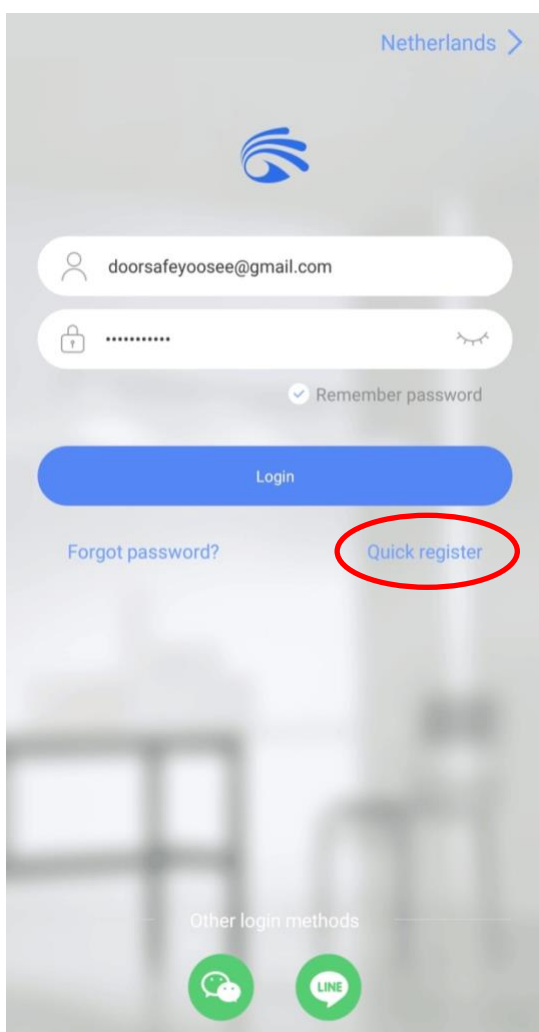 Netherlands
doorsafeyoosee@gmail.com
•••••••••••
Remember password
Login
Forgot password? Quick register
Other login methods
LINE